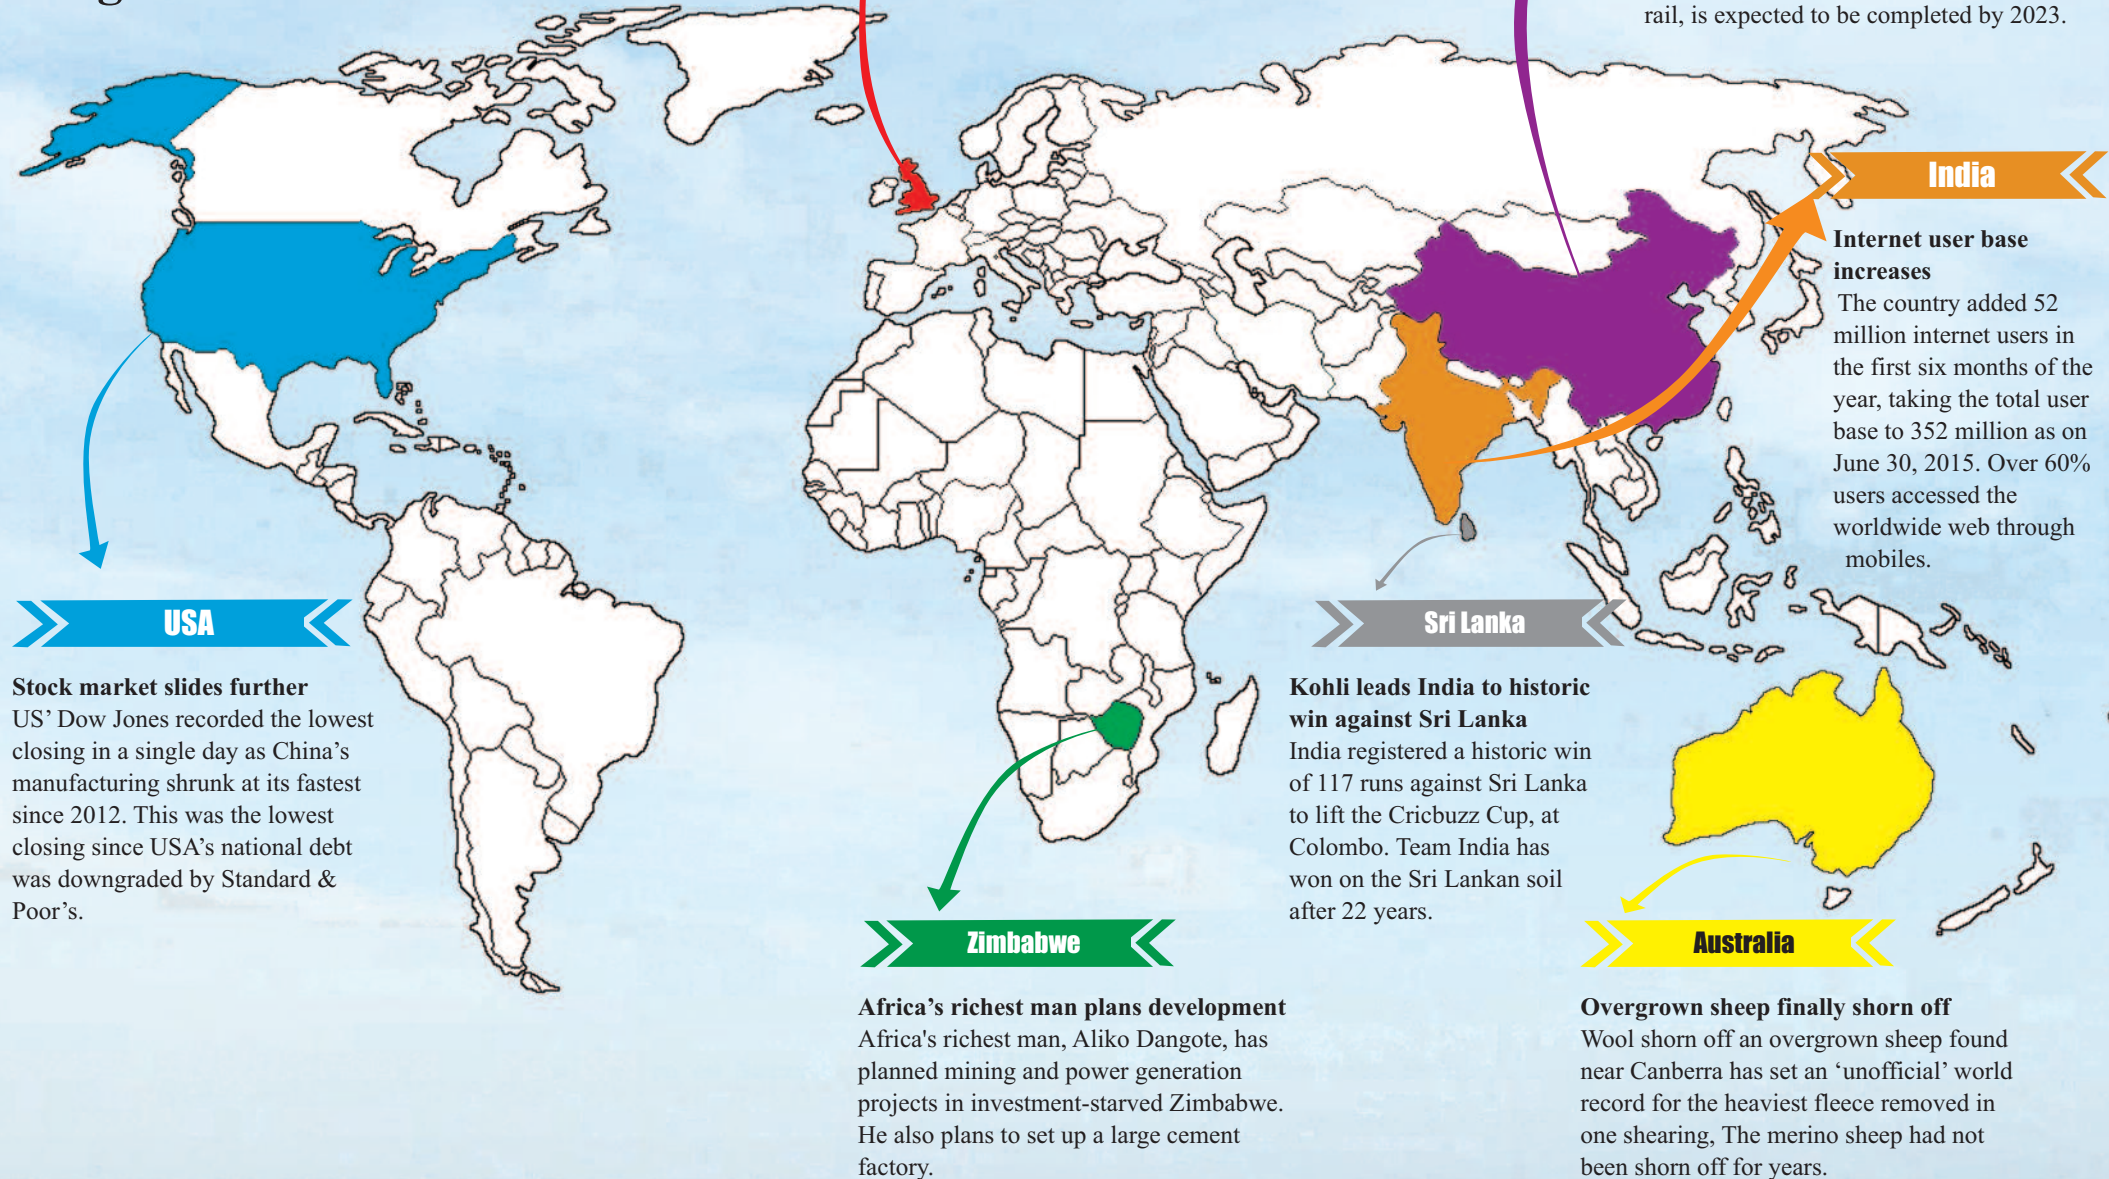 rail, is expected to be completed by 2023.
India
Internet user base
increases
The country added 52
million internet users in
the first six months of the
year, taking the total user
base to 352 million as on
June 30, 2015. Over 60%
users accessed the
worldwide web through
mobiles.
USA
Stock market slides further
US’ Dow Jones recorded the lowest
closing in a single day as China’s
manufacturing shrunk at its fastest
since 2012. This was the lowest
closing since USA’s national debt
was downgraded by Standard &
Poor’s.
Sri Lanka
Kohli leads India to historic
win against Sri Lanka
India registered a historic win
of 117 runs against Sri Lanka
to lift the Cricbuzz Cup, at
Colombo. Team India has
won on the Sri Lankan soil
after 22 years.
Zimbabwe
Africa’s richest man plans development
Africa's richest man, Aliko Dangote, has
planned mining and power generation
projects in investment-starved Zimbabwe.
He also plans to set up a large cement
factory.
Australia
Overgrown sheep finally shorn off
Wool shorn off an overgrown sheep found
near Canberra has set an ‘unofficial’ world
record for the heaviest fleece removed in
one shearing, The merino sheep had not
been shorn off for years.